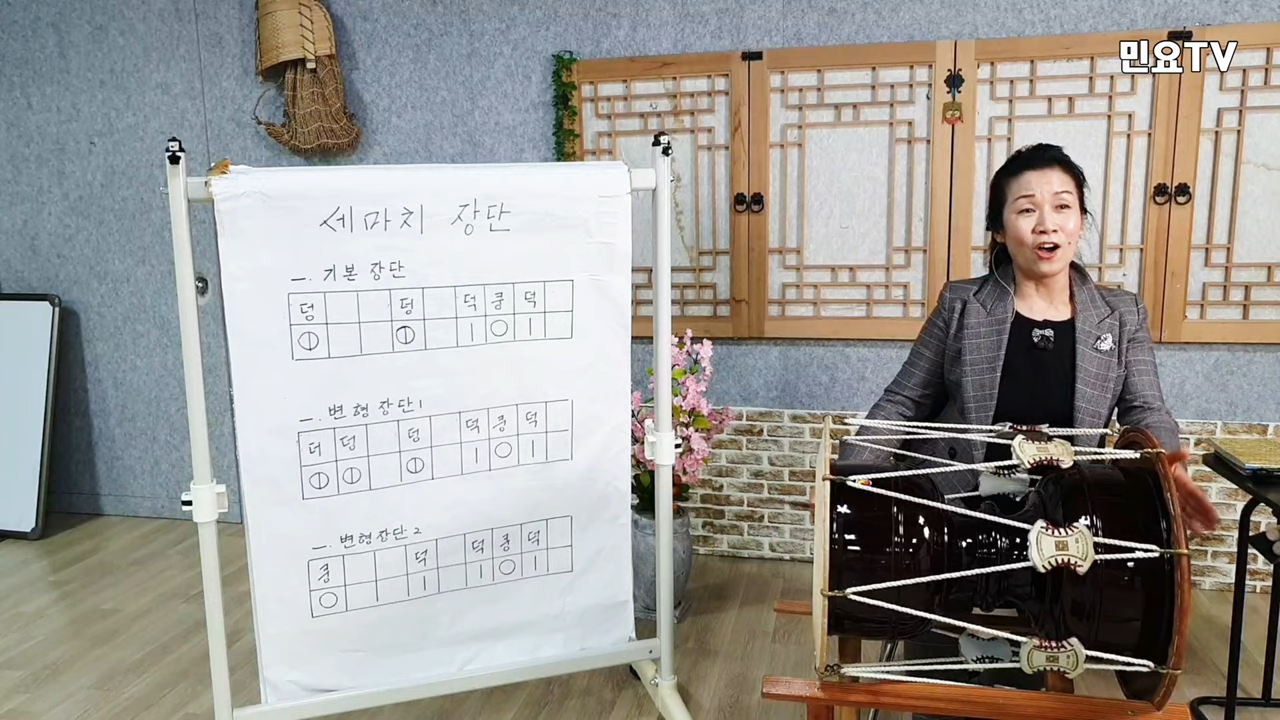 민요TV
세마치 장단
一. 기본 장단
덩 덩 덕 쿵 덕
一. 변형 장단1
더 덩 덩 덕 쿵 덕
一. 변형장단 2
쿵 덕 덕 쿵 덕